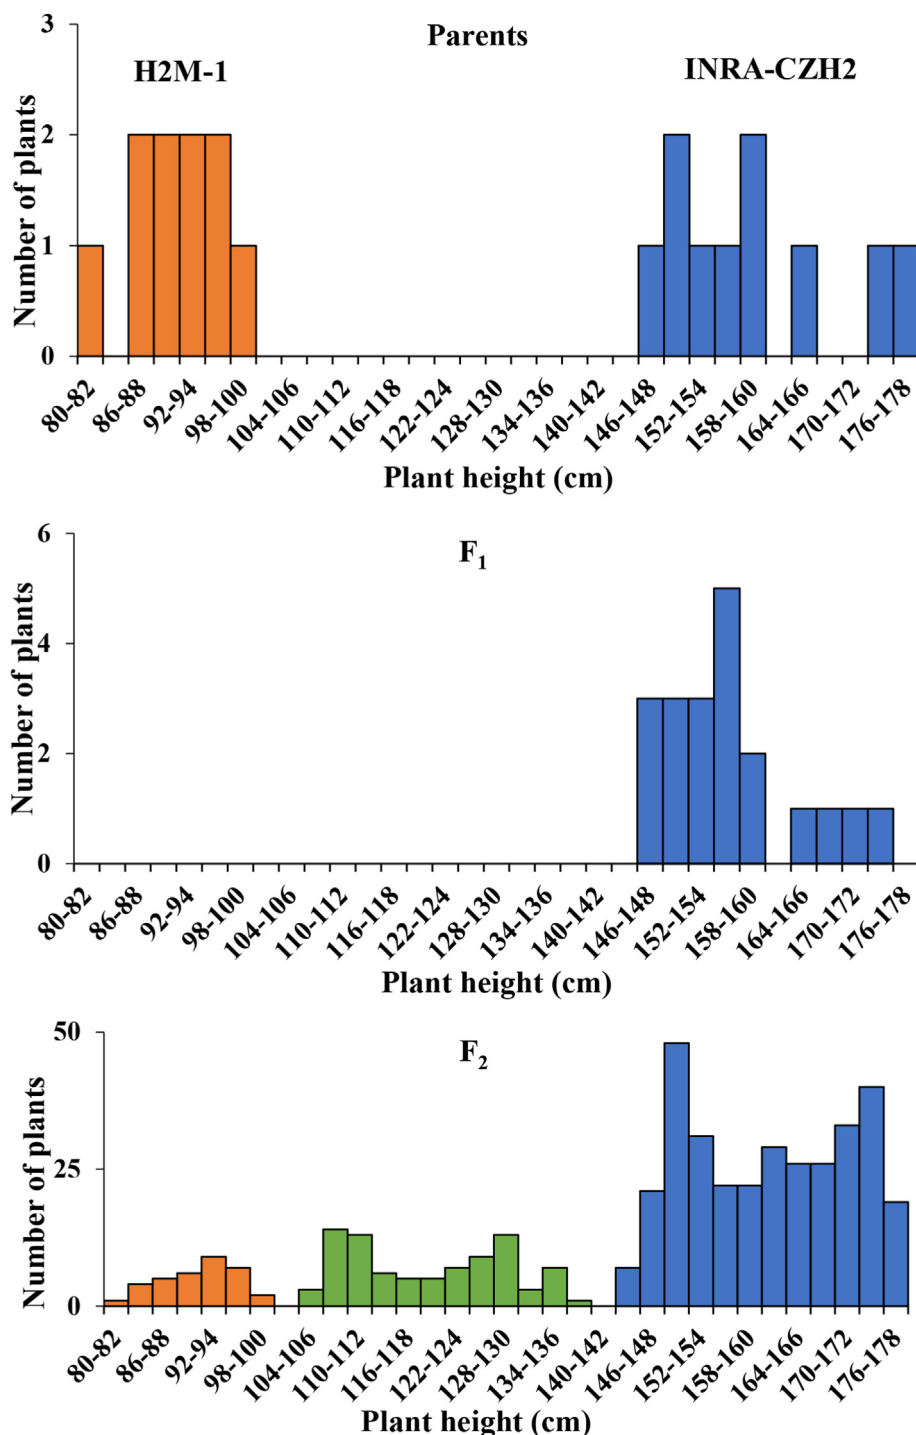 Parents
H2M-1 INRA-CZH2
Number of plants
3
2
1
0
80-82 86-88 92-94 98-100 104-106 110-112 116-118 122-124 128-130 134-136 140-142 146-148 152-154 158-160 164-166 170-172 176-178
Plant height (cm)
F1
Number of plants
6
4
2
0
80-82 86-88 92-94 98-100 104-106 110-112 116-118 122-124 128-130 134-136 140-142 146-148 152-154 158-160 164-166 170-172 176-178
Plant height (cm)
F2
Number of plants
50
25
0
80-82 86-88 92-94 98-100 104-106 110-112 116-118 122-124 128-130 134-136 140-142 146-148 152-154 158-160 164-166 170-172 176-178
Plant height (cm)